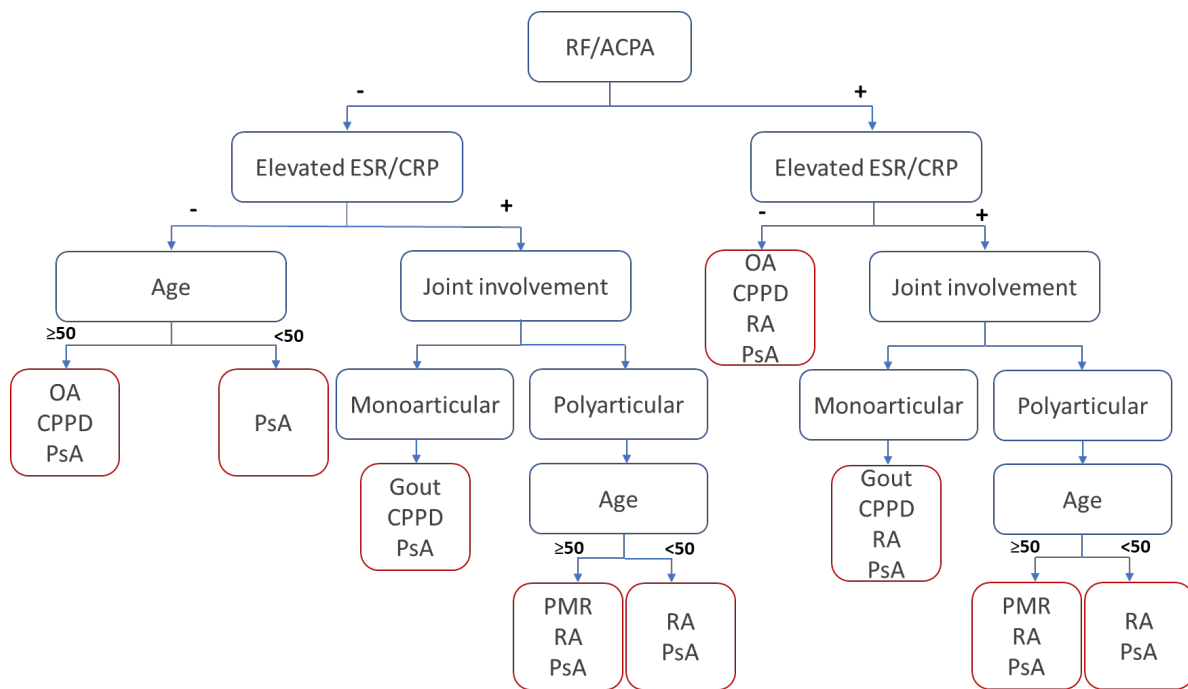 RF/ACPA
-
+
Elevated ESR/CRP
Elevated ESR/CRP
-
+
-
+
Age
Joint involvement
OA
CPPD
RA
PsA
Joint involvement
≥50
<50
OA
CPPD
PsA
PsA
Monoarticular
Polyarticular
Monoarticular
Polyarticular
Gout
CPPD
PsA
Age
Gout
CPPD
RA
PsA
Age
≥50
<50
≥50
<50
PMR
RA
PsA
RA
PsA
PMR
RA
PsA
RA
PsA